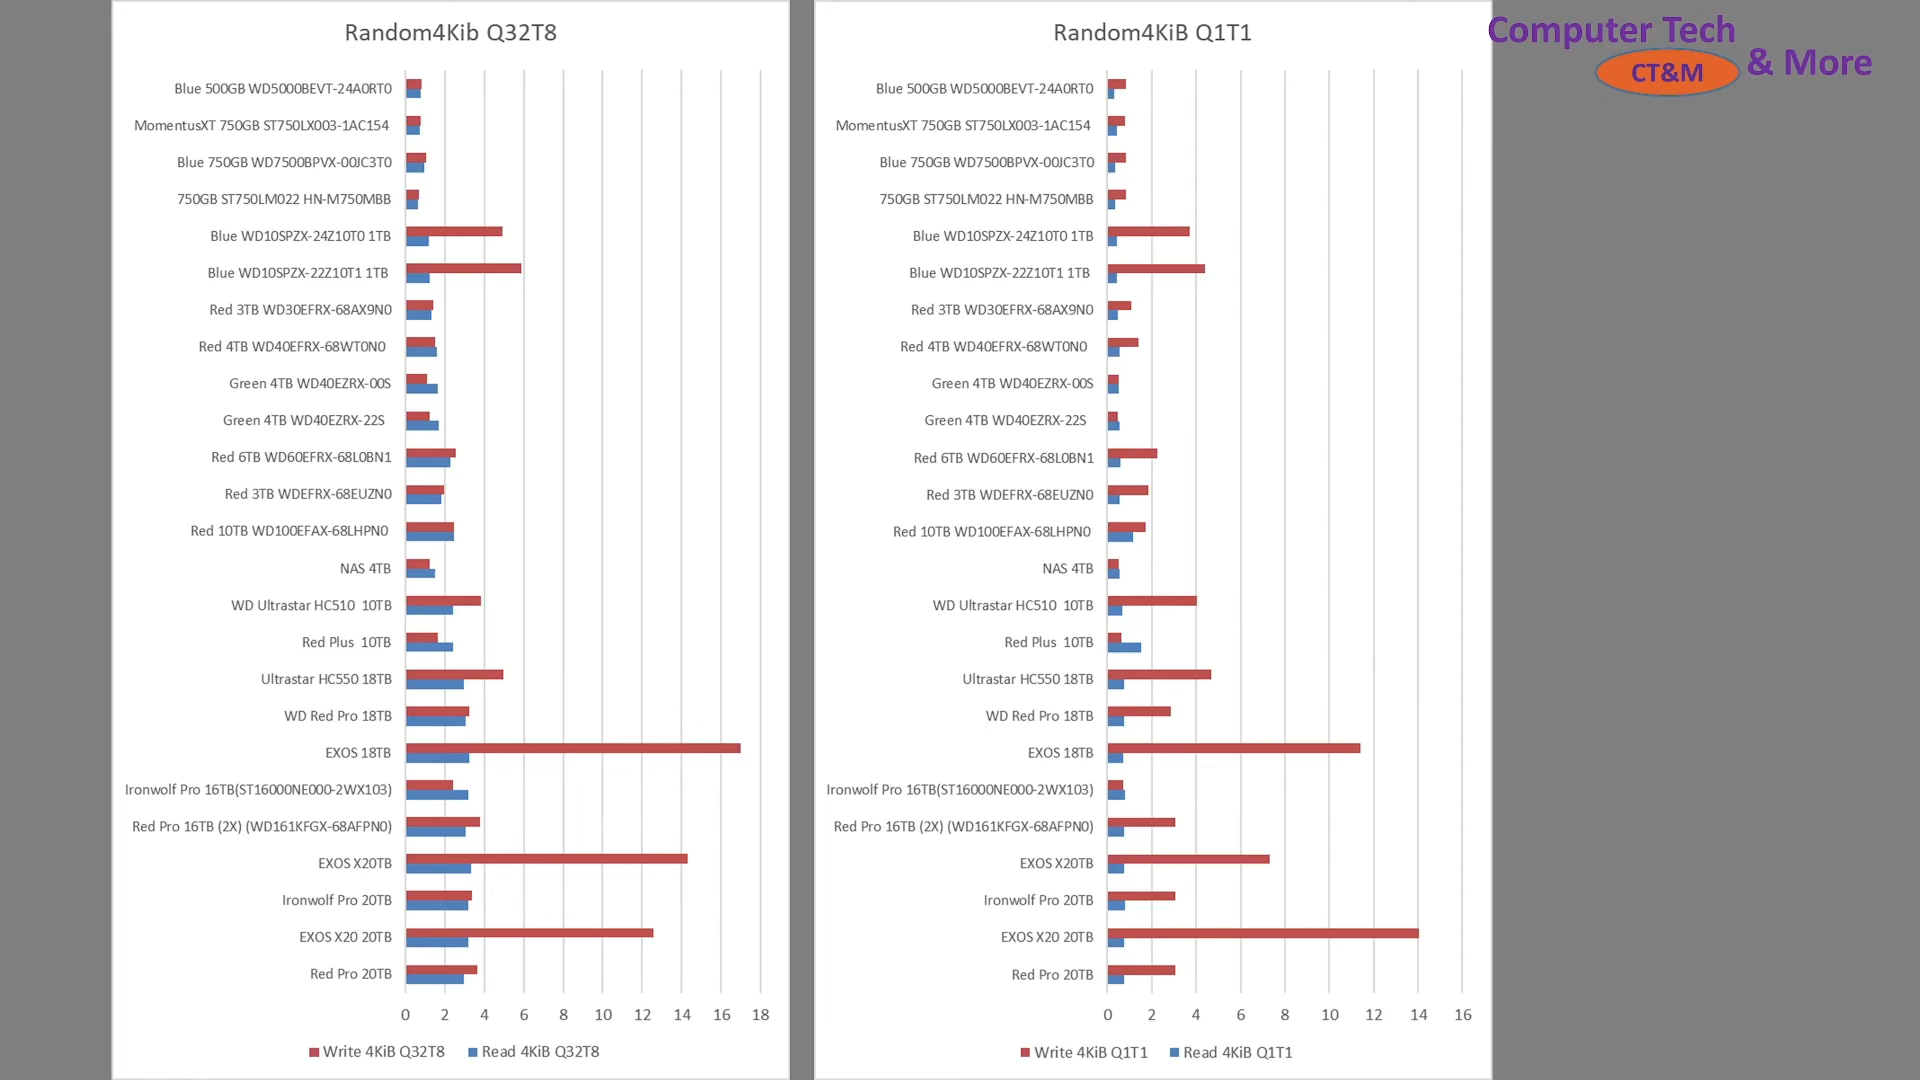 Random4Kib Q32T8
Blue 500GB WD5000BEVT-24A0RT0
MomentusXT 750GB ST750LX003-1AC154
Blue 750GB WD7500BPVX-00JC3T0
750GB ST750LM022 HN-M750MBB
Blue WD10SPZX-24Z10T0 1TB
Blue WD10SPZX-22Z10T1 1TB
Red 3TB WD30EFRX-68AX9N0
Red 4TB WD40EFRX-68WT0N0
Green 4TB WD40EZRX-00S
Green 4TB WD40EZRX-22S
Red 6TB WD60EFRX-68L0BN1
Red 3TB WDEFRX-68EUZN0
Red 10TB WD100EFAX-68LHPN0
NAS 4TB
WD Ultrastar HC510 10TB
Red Plus 10TB
Ultrastar HC550 18TB
WD Red Pro 18TB
EXOS 18TB
Ironwolf Pro 16TB(ST16000NE000-2WX103)
Red Pro 16TB (2X) (WD161KFGX-68AFPN0)
EXOS X20TB
Ironwolf Pro 20TB
EXOS X20 20TB
Red Pro 20TB
0 2 4 6 8 10 12 14 16 18
Write 4KiB Q32T8 Read 4KiB Q32T8
Random4KiB Q1T1
Blue 500GB WD5000BEVT-24A0RT0
MomentusXT 750GB ST750LX003-1AC154
Blue 750GB WD7500BPVX-00JC3T0
750GB ST750LM022 HN-M750MBB
Blue WD10SPZX-24Z10T0 1TB
Blue WD10SPZX-22Z10T1 1TB
Red 3TB WD30EFRX-68AX9N0
Red 4TB WD40EFRX-68WT0N0
Green 4TB WD40EZRX-00S
Green 4TB WD40EZRX-22S
Red 6TB WD60EFRX-68L0BN1
Red 3TB WDEFRX-68EUZN0
Red 10TB WD100EFAX-68LHPN0
NAS 4TB
WD Ultrastar HC510 10TB
Red Plus 10TB
Ultrastar HC550 18TB
WD Red Pro 18TB
EXOS 18TB
Ironwolf Pro 16TB(ST16000NE000-2WX103)
Red Pro 16TB (2X) (WD161KFGX-68AFPN0)
EXOS X20TB
Ironwolf Pro 20TB
EXOS X20 20TB
Red Pro 20TB
0 2 4 6 8 10 12 14 16
Write 4KiB Q1T1 Read 4KiB Q1T1
Computer Tech
& More
CT&M